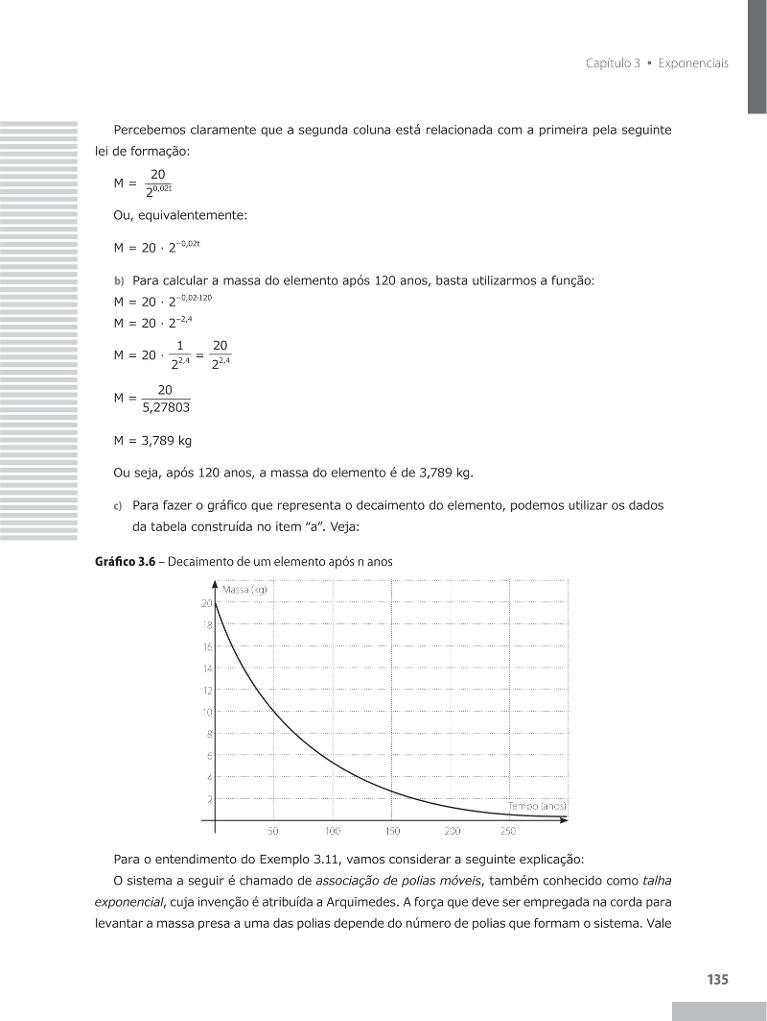 Capítulo 3 • Exponenciais
Percebemos claramente que a segunda coluna está relacionada com a primeira pela seguinte
lei de formação:
M = 20 / 2^0,02t
Ou, equivalentemente:
M = 20 · 2^−0,02t
b) Para calcular a massa do elemento após 120 anos, basta utilizarmos a função:
M = 20 · 2^−0,02·120
M = 20 · 2^−2,4
M = 20 · 1 / 2^2,4 = 20 / 2^2,4
M = 20 / 5,27803
M = 3,789 kg
Ou seja, após 120 anos, a massa do elemento é de 3,789 kg.
c) Para fazer o gráfico que representa o decaimento do elemento, podemos utilizar os dados
da tabela construída no item “a”. Veja:
Gráfico 3.6 – Decaimento de um elemento após n anos
Massa (kg)
20
18
16
14
12
10
8
6
4
2
Tempo (anos)
50 100 150 200 250
Para o entendimento do Exemplo 3.11, vamos considerar a seguinte explicação:
O sistema a seguir é chamado de associação de polias móveis, também conhecido como talha
exponencial, cuja invenção é atribuída a Arquimedes. A força que deve ser empregada na corda para
levantar a massa presa a uma das polias depende do número de polias que formam o sistema. Vale
135